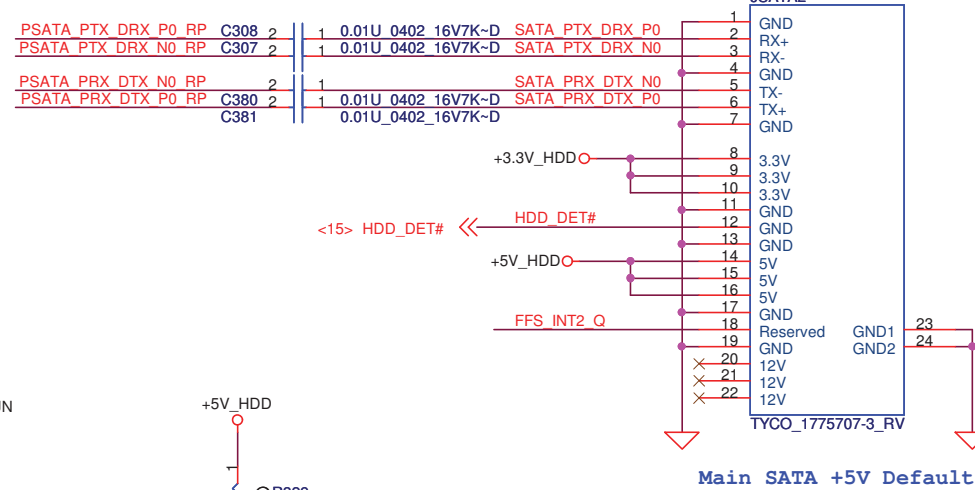 PSATA_PTX_DRX_P0_RP C308 2 1 0.01U_0402_16V7K~D SATA_PTX_DRX_P0 1 GND
PSATA_PTX_DRX_N0_RP C307 2 1 0.01U_0402_16V7K~D SATA_PTX_DRX_N0 2 RX+
3 RX-
4 GND
PSATA_PRX_DTX_N0_RP 2 1 SATA_PRX_DTX_N0 5 TX-
PSATA_PRX_DTX_P0_RP C380 2 1 0.01U_0402_16V7K~D SATA_PRX_DTX_P0 6 TX+
C381 0.01U_0402_16V7K~D 7 GND
+3.3V_HDD 8 3.3V
9 3.3V
10 3.3V
11 GND
<15> HDD_DET# HDD_DET# 12 GND
13 GND
+5V_HDD 14 5V
15 5V
16 5V
17 GND
FFS_INT2_Q 18 Reserved GND1 23
19 GND GND2 24
20 12V
21 12V
22 12V
TYCO_1775707-3_RV
+5V_HDD
1
Main SATA +5V Default